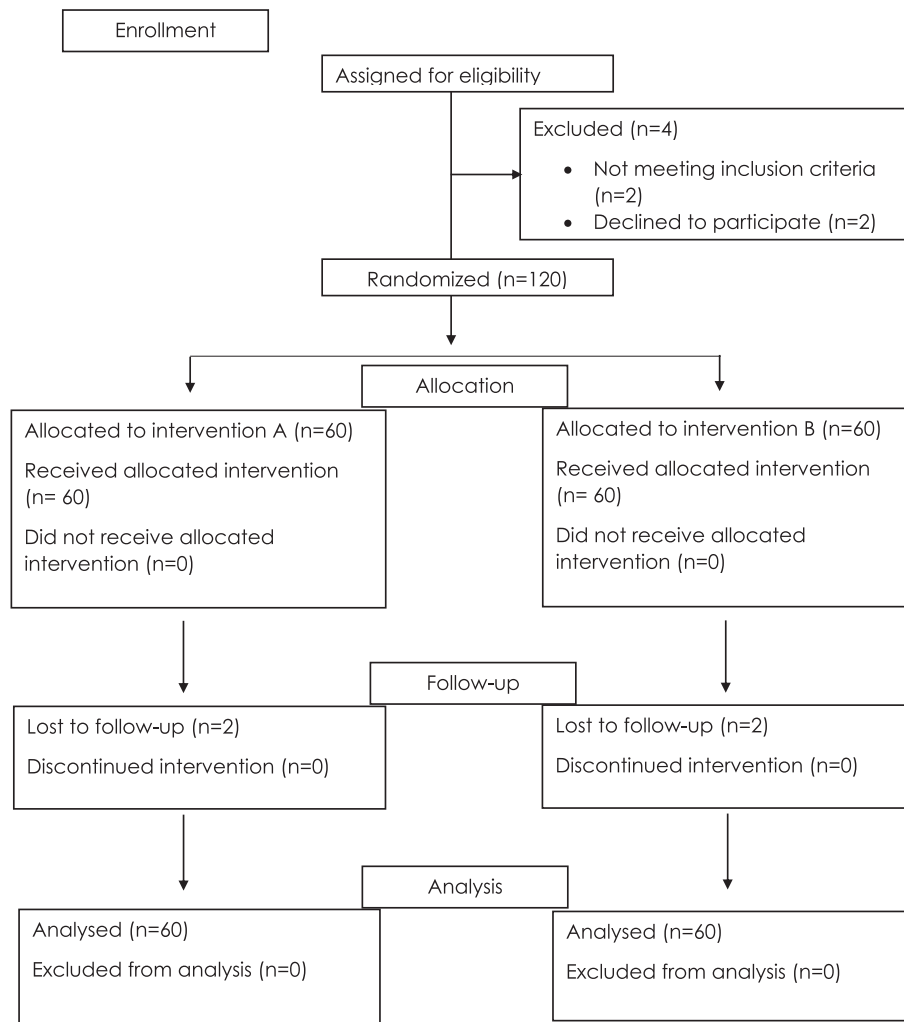 Enrollment
Assigned for eligibility
Excluded (n=4)
• Not meeting inclusion criteria
(n=2)
• Declined to participate (n=2)
Randomized (n=120)
Allocation
Allocated to intervention A (n=60)
Received allocated intervention
(n= 60)
Did not receive allocated
intervention (n=0)
Allocated to intervention B (n=60)
Received allocated intervention
(n= 60)
Did not receive allocated
intervention (n=0)
Follow-up
Lost to follow-up (n=2)
Discontinued intervention (n=0)
Lost to follow-up (n=2)
Discontinued intervention (n=0)
Analysis
Analysed (n=60)
Excluded from analysis (n=0)
Analysed (n=60)
Excluded from analysis (n=0)